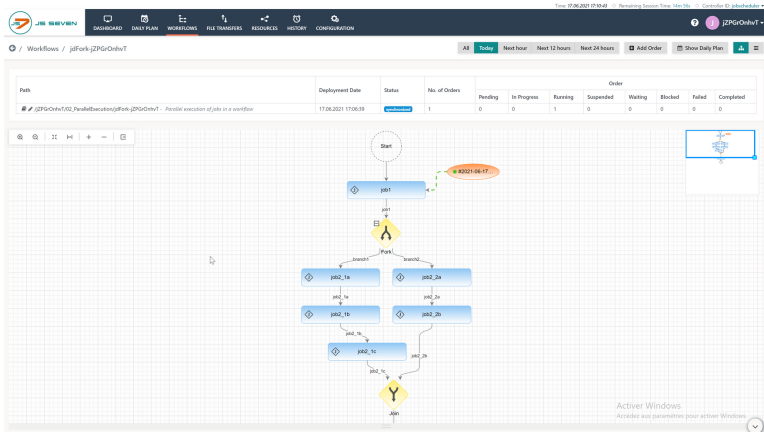 Time: 17.06.2021 17:10:43 Remaining Session Time: 14m 56s Controller ID: jobscheduler
JS7 JS SEVEN
DASHBOARD DAILY PLAN WORKFLOWS FILE TRANSFERS RESOURCES HISTORY CONFIGURATION
J jZPGrOnhvT
/ Workflows / jdFork-jZPGrOnhvT
All Today Next hour Next 12 hours Next 24 hours Add Order Show Daily Plan
Path Deployment Date Status No. of Orders Order
Pending In Progress Running Suspended Waiting Blocked Failed Completed
/jZPGrOnhvT/02_ParallelExecution/jdFork-jZPGrOnhvT - Parallel execution of jobs in a workflow 17.06.2021 17:06:39 synchronized 1 0 0 1 0 0 0 0 0
Start
#2021-06-17...
job1
job1
Fork
branch1 branch2
job2_1a job2_2a
job2_1a job2_2a
job2_1b job2_2b
job2_1b
job2_1c
job2_2b
job2_1c
Join
Activer Windows
Accédez aux paramètres pour activer Windows.